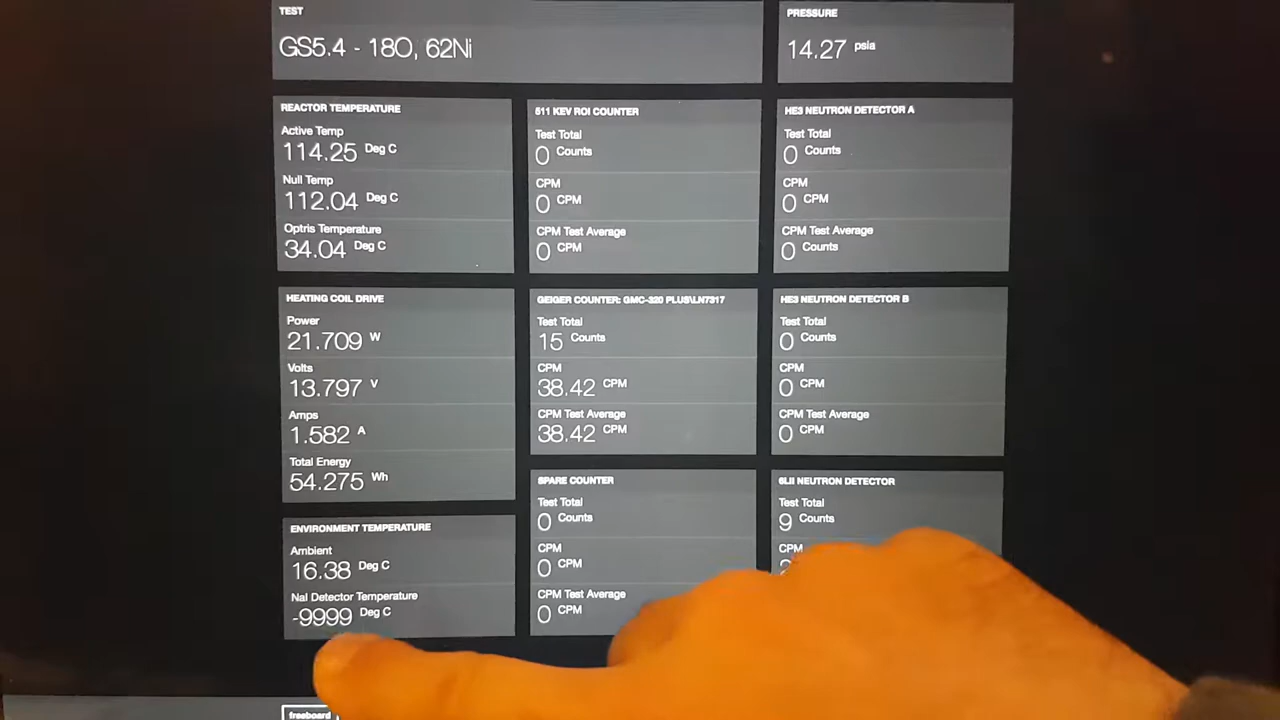 TEST
GS5.4 - 18O, 62Ni
PRESSURE
14.27 psia
REACTOR TEMPERATURE
Active Temp
114.25 Deg C
Null Temp
112.04 Deg C
Optris Temperature
34.04 Deg C
HEATING COIL DRIVE
Power
21.709 W
Volts
13.797 V
Amps
1.582 A
Total Energy
54.275 Wh
ENVIRONMENT TEMPERATURE
Ambient
16.38 Deg C
NaI Detector Temperature
-9999 Deg C
511 KEV ROI COUNTER
Test Total
0 Counts
CPM
0 CPM
CPM Test Average
0 CPM
GEIGER COUNTER: GMC-320 PLUS\LN7317
Test Total
15 Counts
CPM
38.42 CPM
CPM Test Average
38.42 CPM
SPARE COUNTER
Test Total
0 Counts
CPM
0 CPM
CPM Test Average
0 CPM
HE3 NEUTRON DETECTOR A
Test Total
0 Counts
CPM
0 CPM
CPM Test Average
0 Counts
HE3 NEUTRON DETECTOR B
Test Total
0 Counts
CPM
0 CPM
CPM Test Average
0 CPM
6LII NEUTRON DETECTOR
Test Total
9 Counts
CPM
freeboard